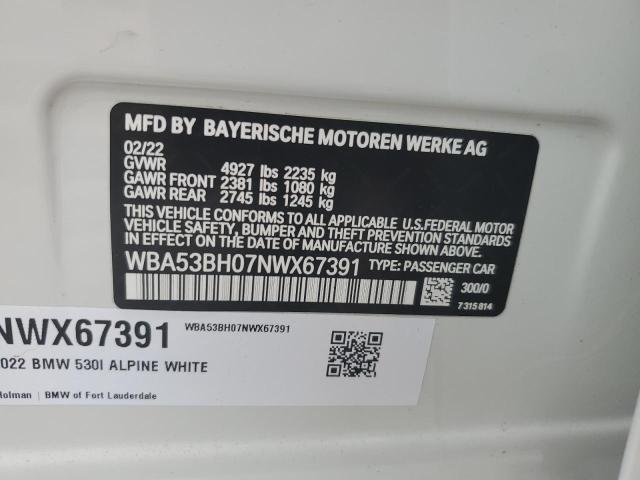 MFD BY BAYERISCHE MOTOREN WERKE AG
02/22
GVWR 4927 lbs 2235 kg
GAWR FRONT 2381 lbs 1080 kg
GAWR REAR 2745 lbs 1245 kg
THIS VEHICLE CONFORMS TO ALL APPLICABLE U.S.FEDERAL MOTOR
VEHICLE SAFETY, BUMPER AND THEFT PREVENTION STANDARDS
IN EFFECT ON THE DATE OF MANUFACTURE SHOWN ABOVE.
WBA53BH07NWX67391 TYPE: PASSENGER CAR
300/0
7315814
NWX67391 WBA53BH07NWX67391
022 BMW 530I ALPINE WHITE
Holman | BMW of Fort Lauderdale